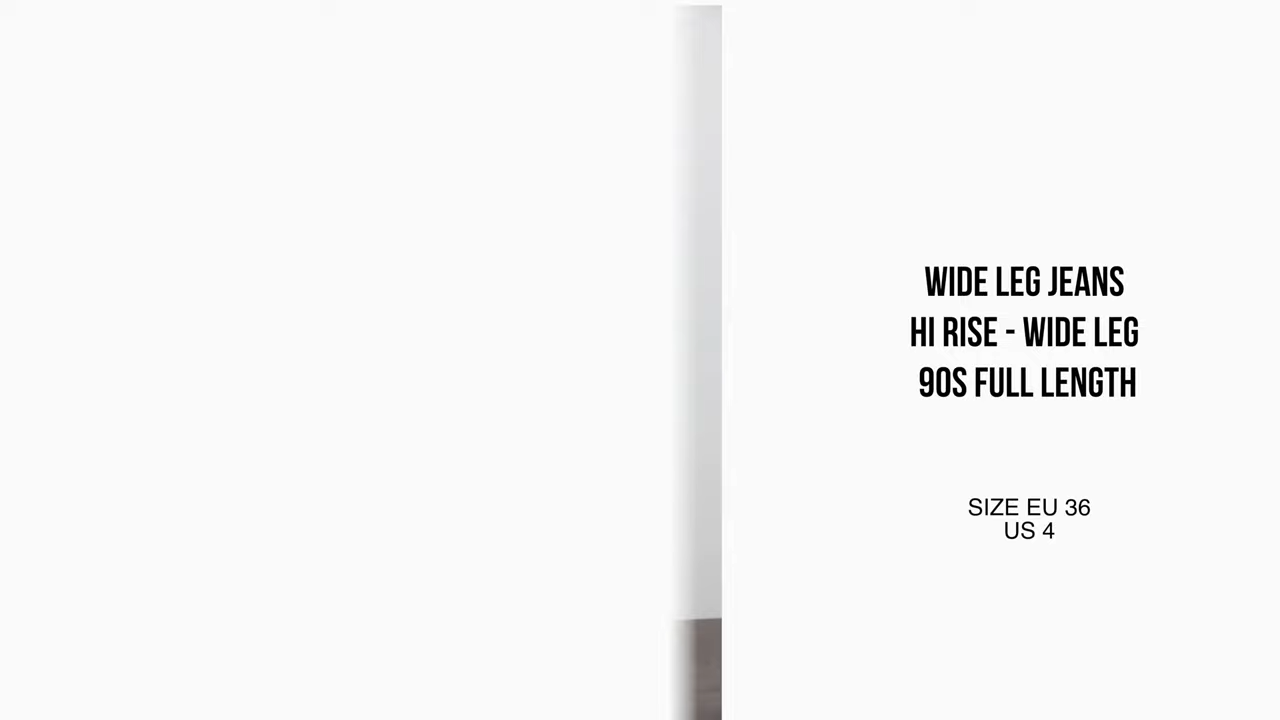 WIDE LEG JEANS
HI RISE - WIDE LEG
90S FULL LENGTH
SIZE EU 36
US 4